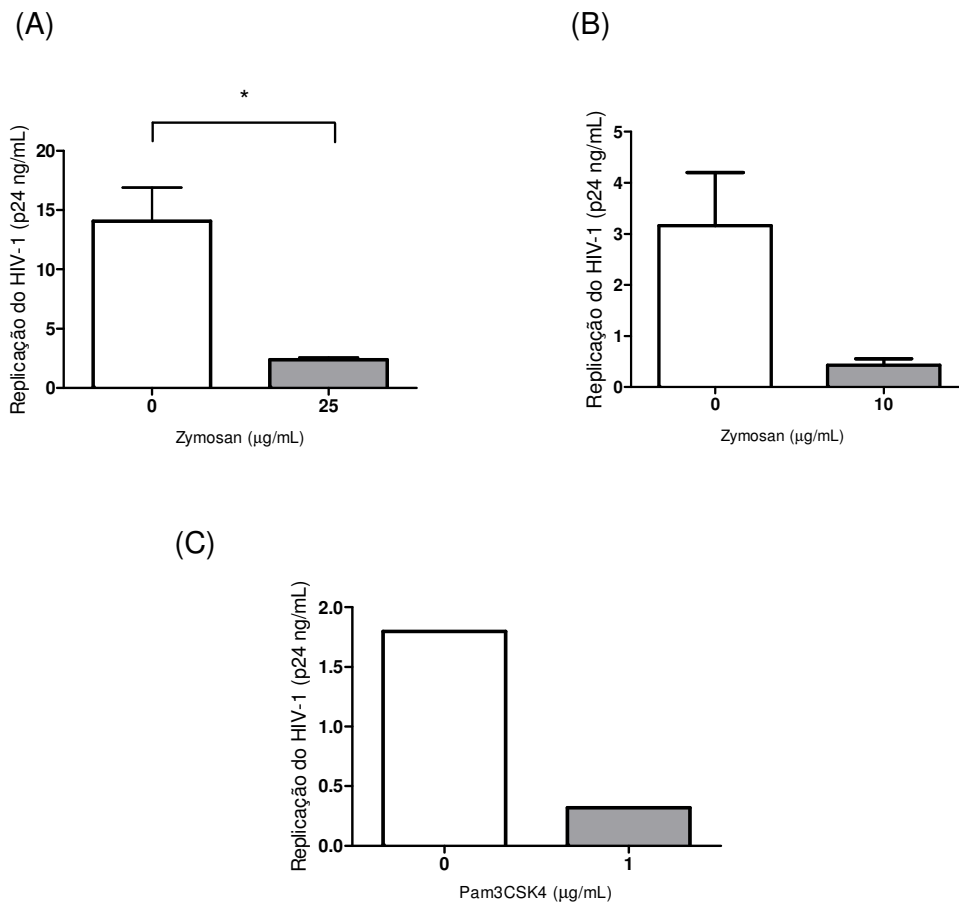 (A)
*
Replicação do HIV-1 (p24 ng/mL)
20
15
10
5
0
0 25
Zymosan (µg/mL)
(B)
Replicação do HIV-1 (p24 ng/mL)
5
4
3
2
1
0
0 10
Zymosan (µg/mL)
(C)
Replicação do HIV-1 (p24 ng/mL)
2.0
1.5
1.0
0.5
0.0
0 1
Pam3CSK4 (µg/mL)